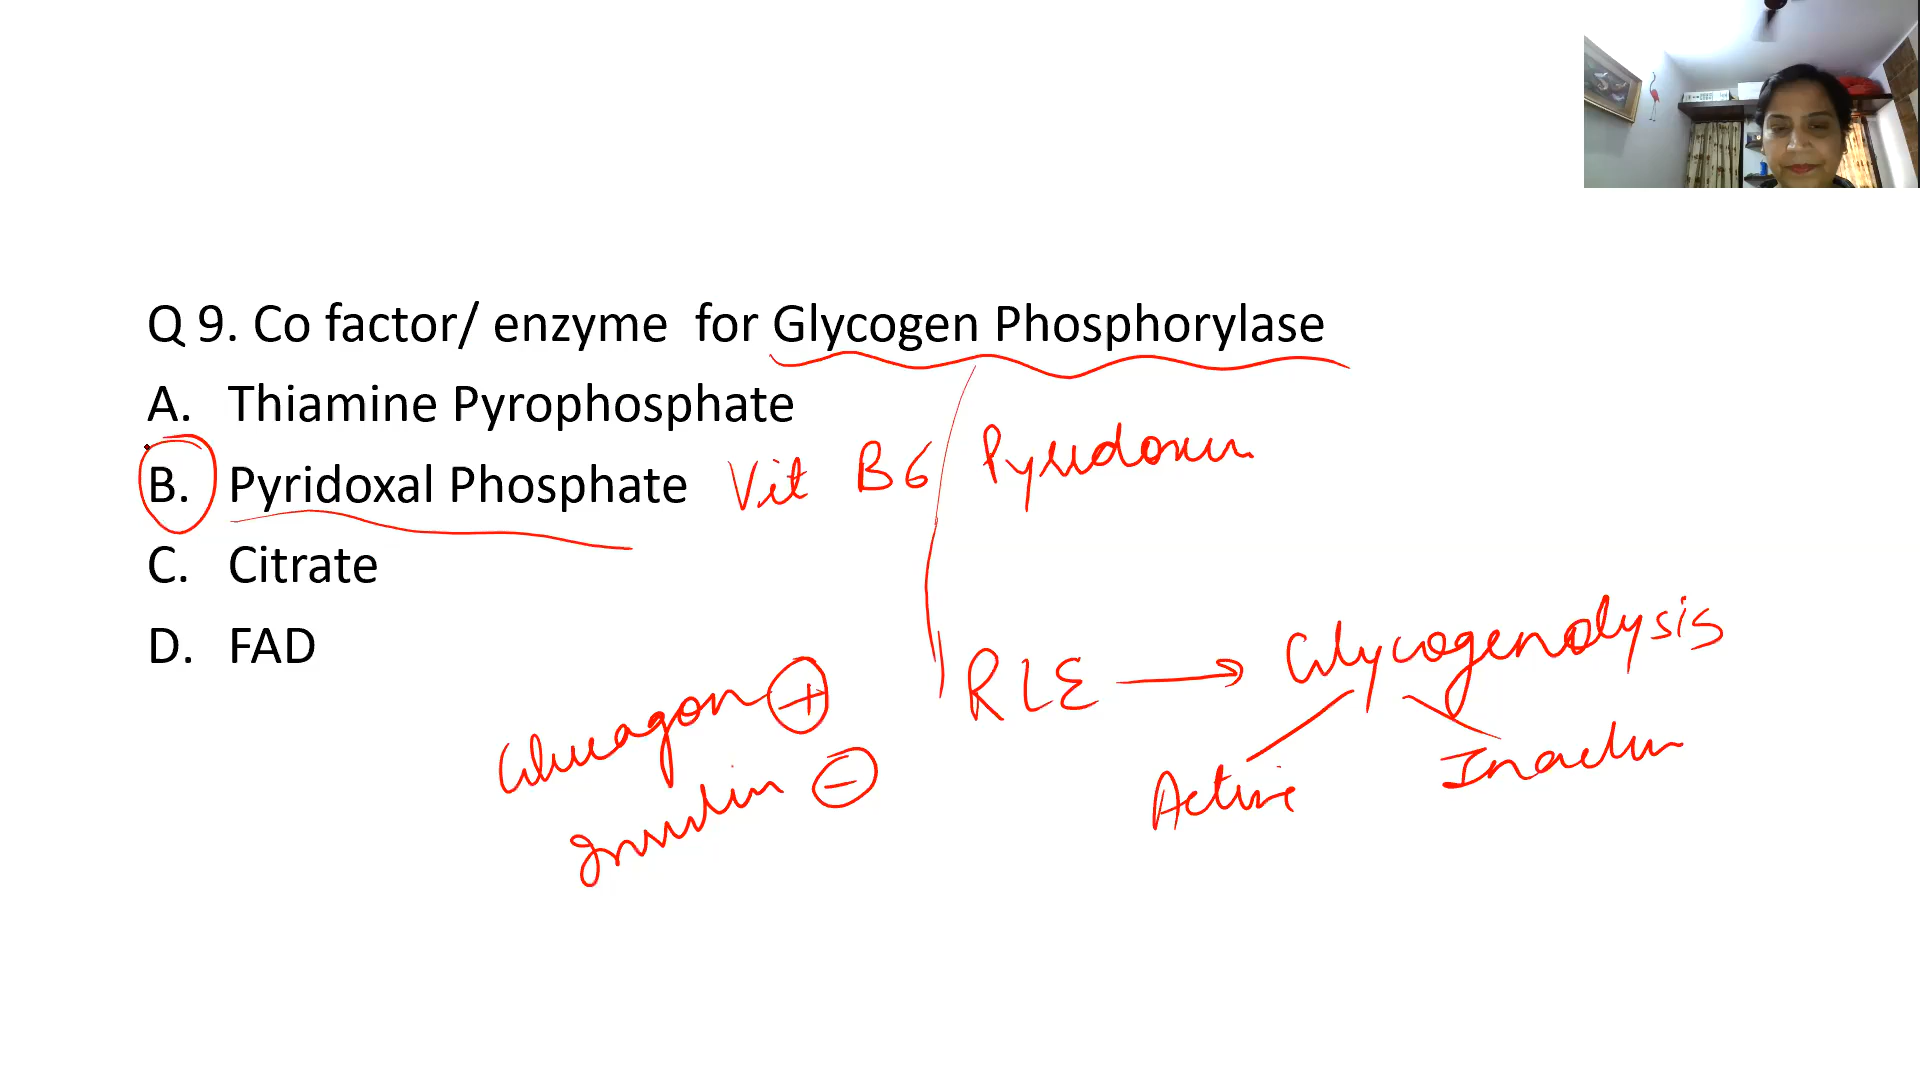 Q 9. Co factor/ enzyme for Glycogen Phosphorylase
A. Thiamine Pyrophosphate
B. Pyridoxal Phosphate Vit B6 Pyridoxin
C. Citrate
D. FAD
RLE → Glycogenolysis
Glucagon +
Insulin −
Active Inactive